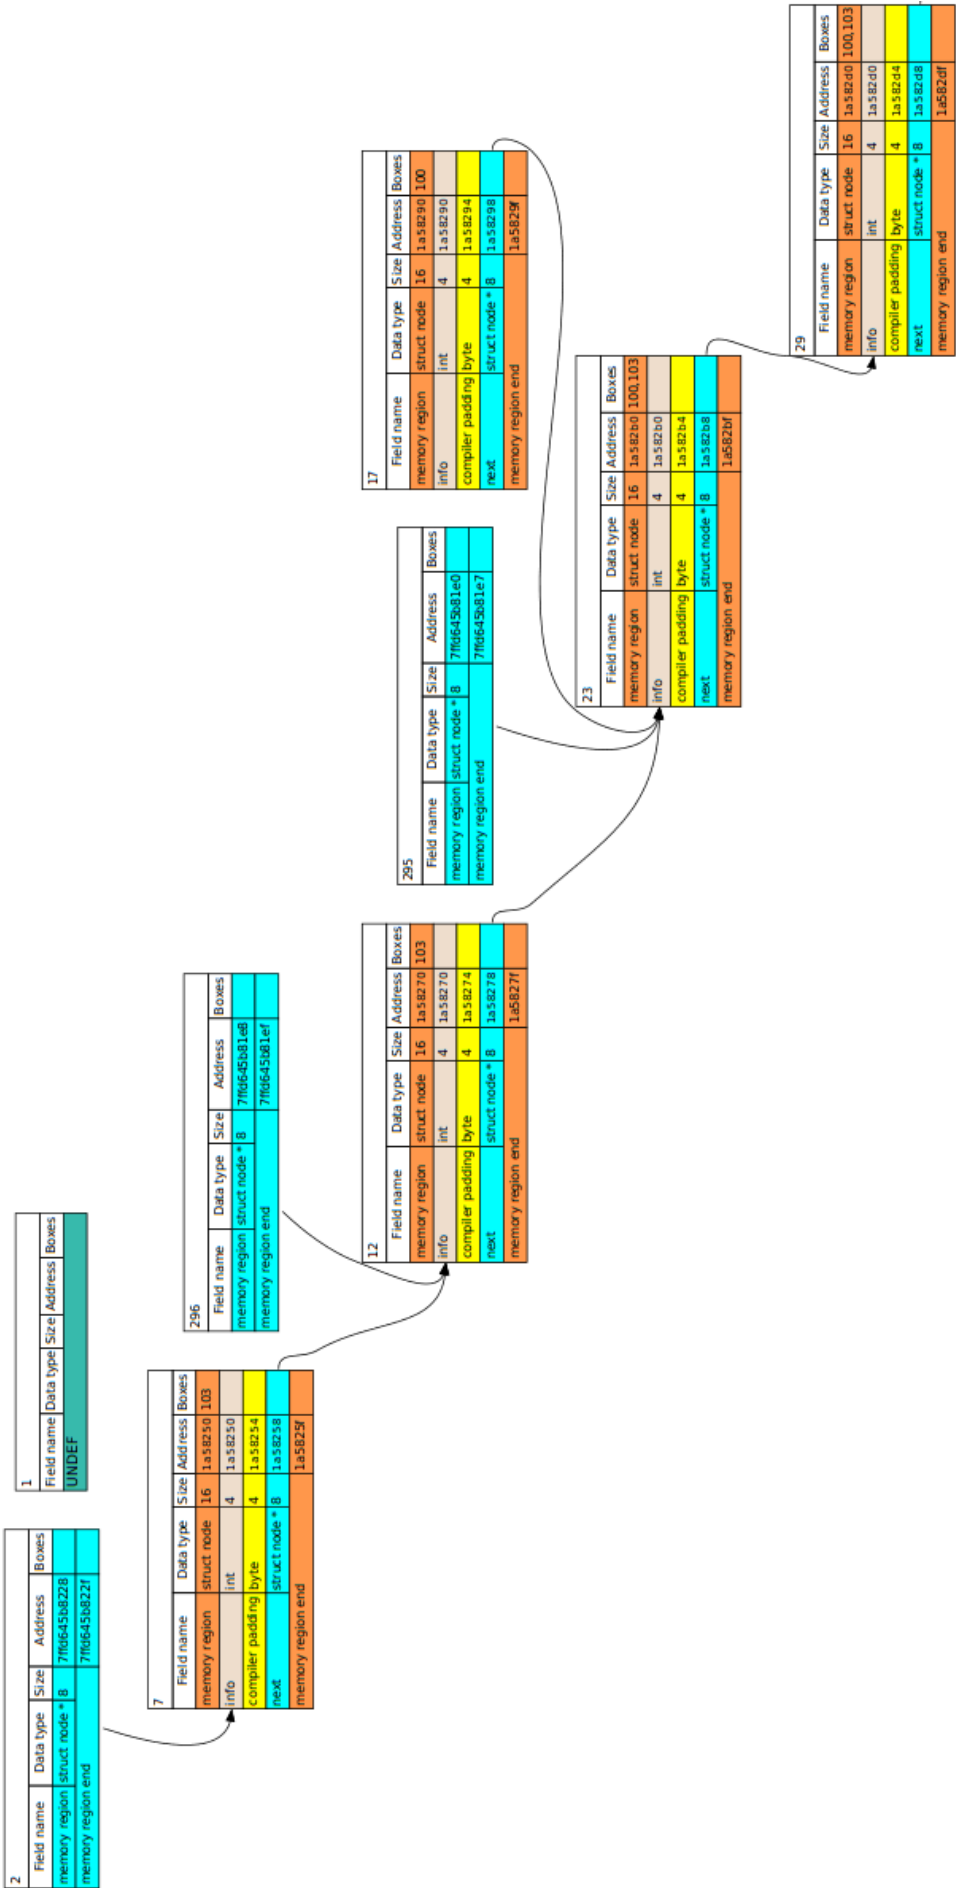 2
Field name Data type Size Address Boxes
memory region struct node * 8 7ffd645b8228
memory region end 7ffd645b822f
1
Field name Data type Size Address Boxes
UNDEF
7
Field name Data type Size Address Boxes
memory region struct node 16 1a58250 103
info int 4 1a58250
compiler padding byte 4 1a58254
next struct node * 8 1a58258
memory region end 1a5825f
296
Field name Data type Size Address Boxes
memory region struct node * 8 7ffd645b81e8
memory region end 7ffd645b81ef
12
Field name Data type Size Address Boxes
memory region struct node 16 1a58270 103
info int 4 1a58270
compiler padding byte 4 1a58274
next struct node * 8 1a58278
memory region end 1a5827f
295
Field name Data type Size Address Boxes
memory region struct node * 8 7ffd645b81e0
memory region end 7ffd645b81e7
17
Field name Data type Size Address Boxes
memory region struct node 16 1a58290 100
info int 4 1a58290
compiler padding byte 4 1a58294
next struct node * 8 1a58298
memory region end 1a5829f
23
Field name Data type Size Address Boxes
memory region struct node 16 1a582b0 100,103
info int 4 1a582b0
compiler padding byte 4 1a582b4
next struct node * 8 1a582b8
memory region end 1a582bf
29
Field name Data type Size Address Boxes
memory region struct node 16 1a582d0 100,103
info int 4 1a582d0
compiler padding byte 4 1a582d4
next struct node * 8 1a582d8
memory region end 1a582df